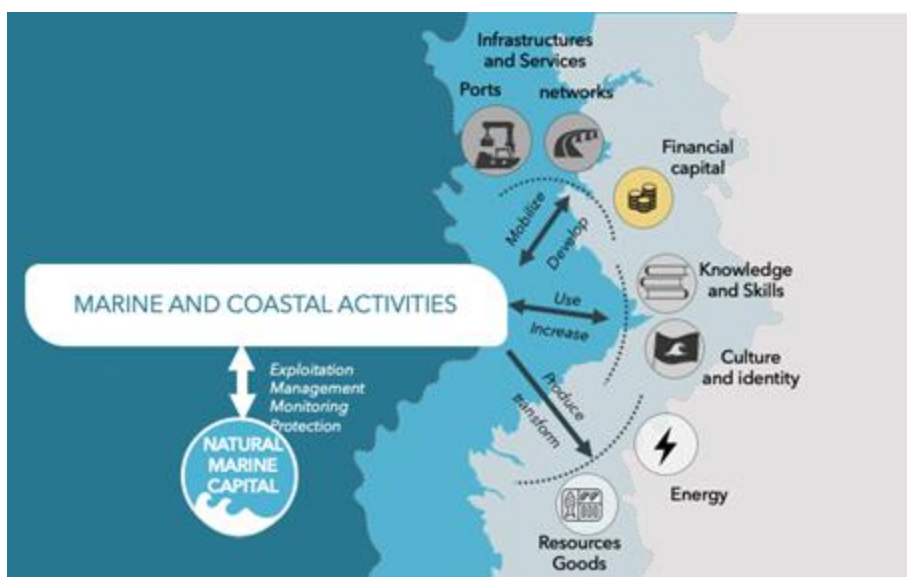 Infrastructures
and Services
Ports
networks
Financial
capital
Mobilize
Develop
Knowledge
and Skills
MARINE AND COASTAL ACTIVITIES
Use
Increase
Culture
and identity
Exploitation
Management
Monitoring
Protection
Produce
transform
NATURAL
MARINE
CAPITAL
Energy
Resources
Goods